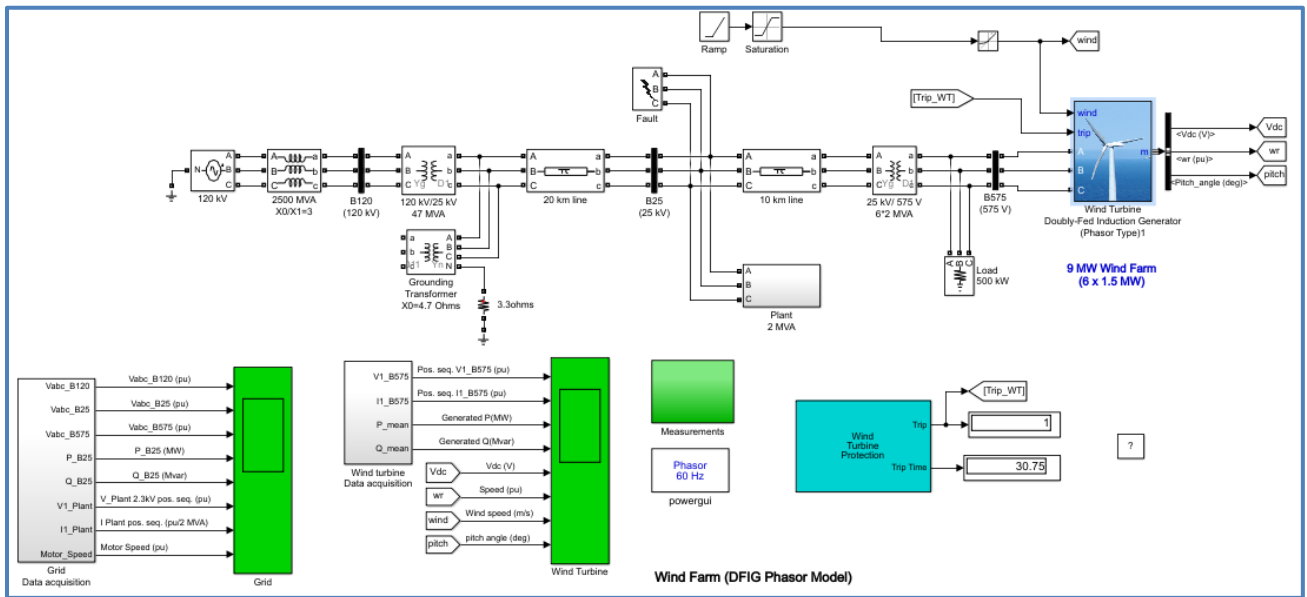 Ramp
Saturation
wind
[Trip_WT]
Fault
A
B
C
wind
trip
A
B
C
m
<Vdc (V)>
<wr (pu)>
<Pitch_angle (deg)>
Vdc
wr
pitch
Wind Turbine
Doubly-Fed Induction Generator
(Phasor Type)1
9 MW Wind Farm
(6 x 1.5 MW)
N
A
B
C
120 kV
A
B
C
a
b
c
2500 MVA
X0/X1=3
B120
(120 kV)
A
B
C
a
b
c
Yg
120 kV/25 kV
47 MVA
A
B
C
a
b
c
20 km line
B25
(25 kV)
A
B
C
a
b
c
10 km line
A
B
C
a
b
c
Yg
25 kV/ 575 V
6*2 MVA
B575
(575 V)
A B C
Load
500 kW
a
b
A
B
C
N
Yn
Grounding
Transformer
X0=4.7 Ohms
3.3ohms
A
B
C
Plant
2 MVA
Vabc_B120
Vabc_B25
Vabc_B575
P_B25
Q_B25
V1_Plant
I1_Plant
Motor_Speed
Vabc_B120 (pu)
Vabc_B25 (pu)
Vabc_B575 (pu)
P_B25 (MW)
Q_B25 (Mvar)
V_Plant 2.3kV pos. seq. (pu)
I Plant pos. seq. (pu/2 MVA)
Motor Speed (pu)
Grid
Data acquisition
Grid
V1_B575
I1_B575
P_mean
Q_mean
Pos. seq. V1_B575 (pu)
Pos. seq. I1_B575 (pu)
Generated P(MW)
Generated Q(Mvar)
Wind turbine
Data acquisition
Vdc
wr
wind
pitch
Vdc (V)
Speed (pu)
Wind speed (m/s)
pitch angle (deg)
Wind Turbine
Measurements
Phasor
60 Hz
powergui
Wind
Turbine
Protection
Trip
Trip Time
[Trip_WT]
1
30.75
?
Wind Farm (DFIG Phasor Model)